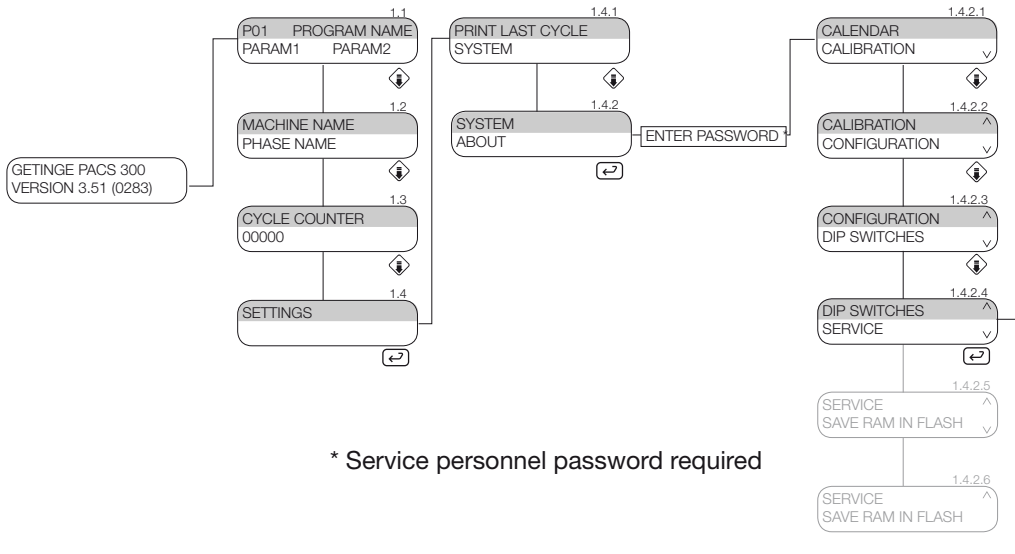 GETINGE PACS 300
VERSION 3.51 (0283)
1.1
P01 PROGRAM NAME
PARAM1 PARAM2
1.2
MACHINE NAME
PHASE NAME
1.3
CYCLE COUNTER
00000
1.4
SETTINGS
1.4.1
PRINT LAST CYCLE
SYSTEM
1.4.2
SYSTEM
ABOUT
ENTER PASSWORD *
1.4.2.1
CALENDAR
CALIBRATION
1.4.2.2
CALIBRATION
CONFIGURATION
1.4.2.3
CONFIGURATION
DIP SWITCHES
1.4.2.4
DIP SWITCHES
SERVICE
1.4.2.5
SERVICE
SAVE RAM IN FLASH
1.4.2.6
SERVICE
SAVE RAM IN FLASH
* Service personnel password required